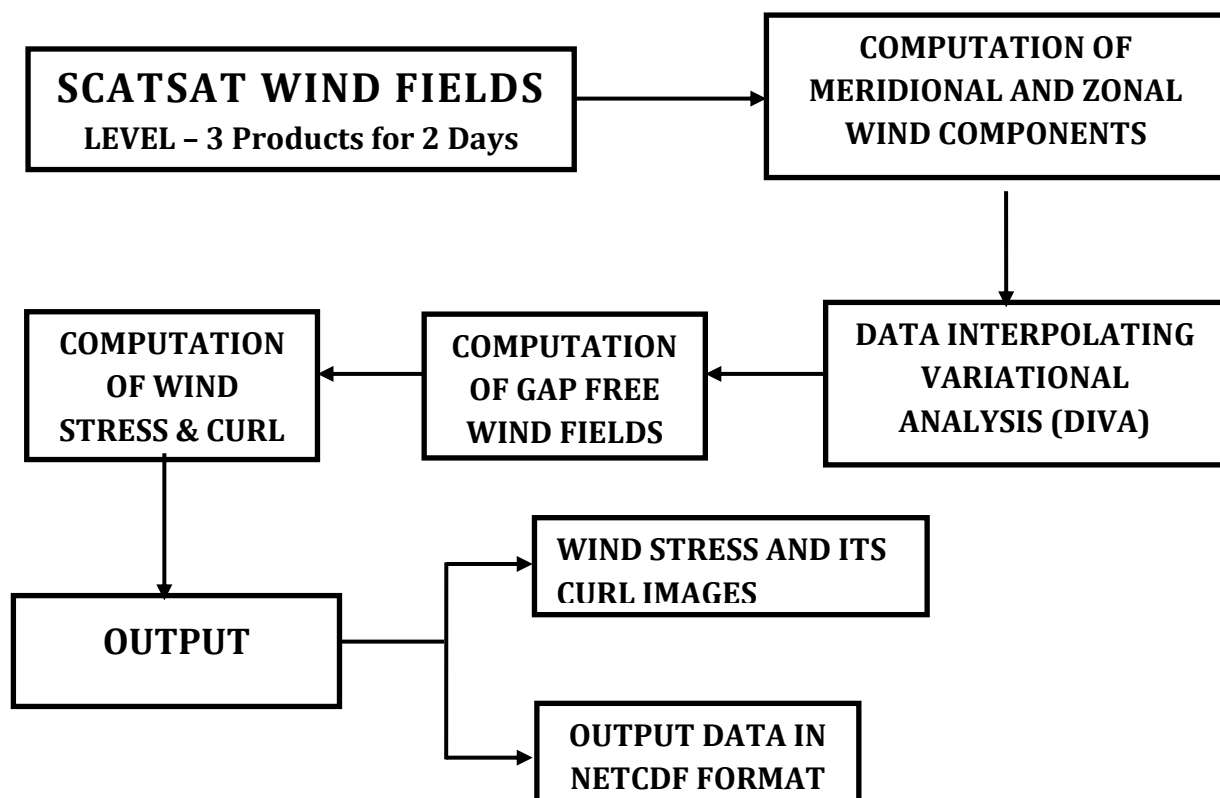 SCATSAT WIND FIELDS
LEVEL – 3 Products for 2 Days
COMPUTATION OF
MERIDIONAL AND ZONAL
WIND COMPONENTS
DATA INTERPOLATING
VARIATIONAL
ANALYSIS (DIVA)
COMPUTATION
OF GAP FREE
WIND FIELDS
COMPUTATION
OF WIND
STRESS & CURL
OUTPUT
WIND STRESS AND ITS
CURL IMAGES
OUTPUT DATA IN
NETCDF FORMAT